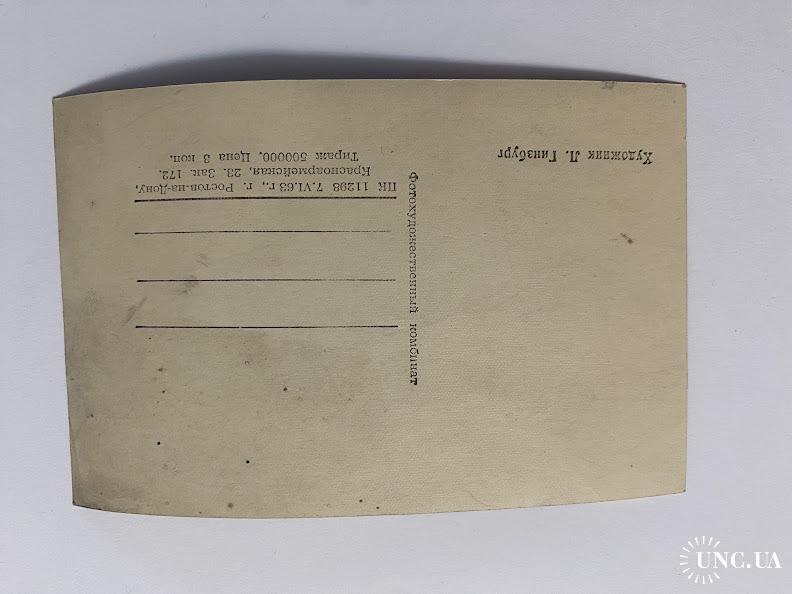 Художник Л. Гинзбург
Фотохудожественный комбинат
ПК 11298 7.VI.63 г., г. Ростов-на-Дону,
Красноармейская, 23. Зак. 172.
Тираж 500000. Цена 3 коп.
UNC.UA